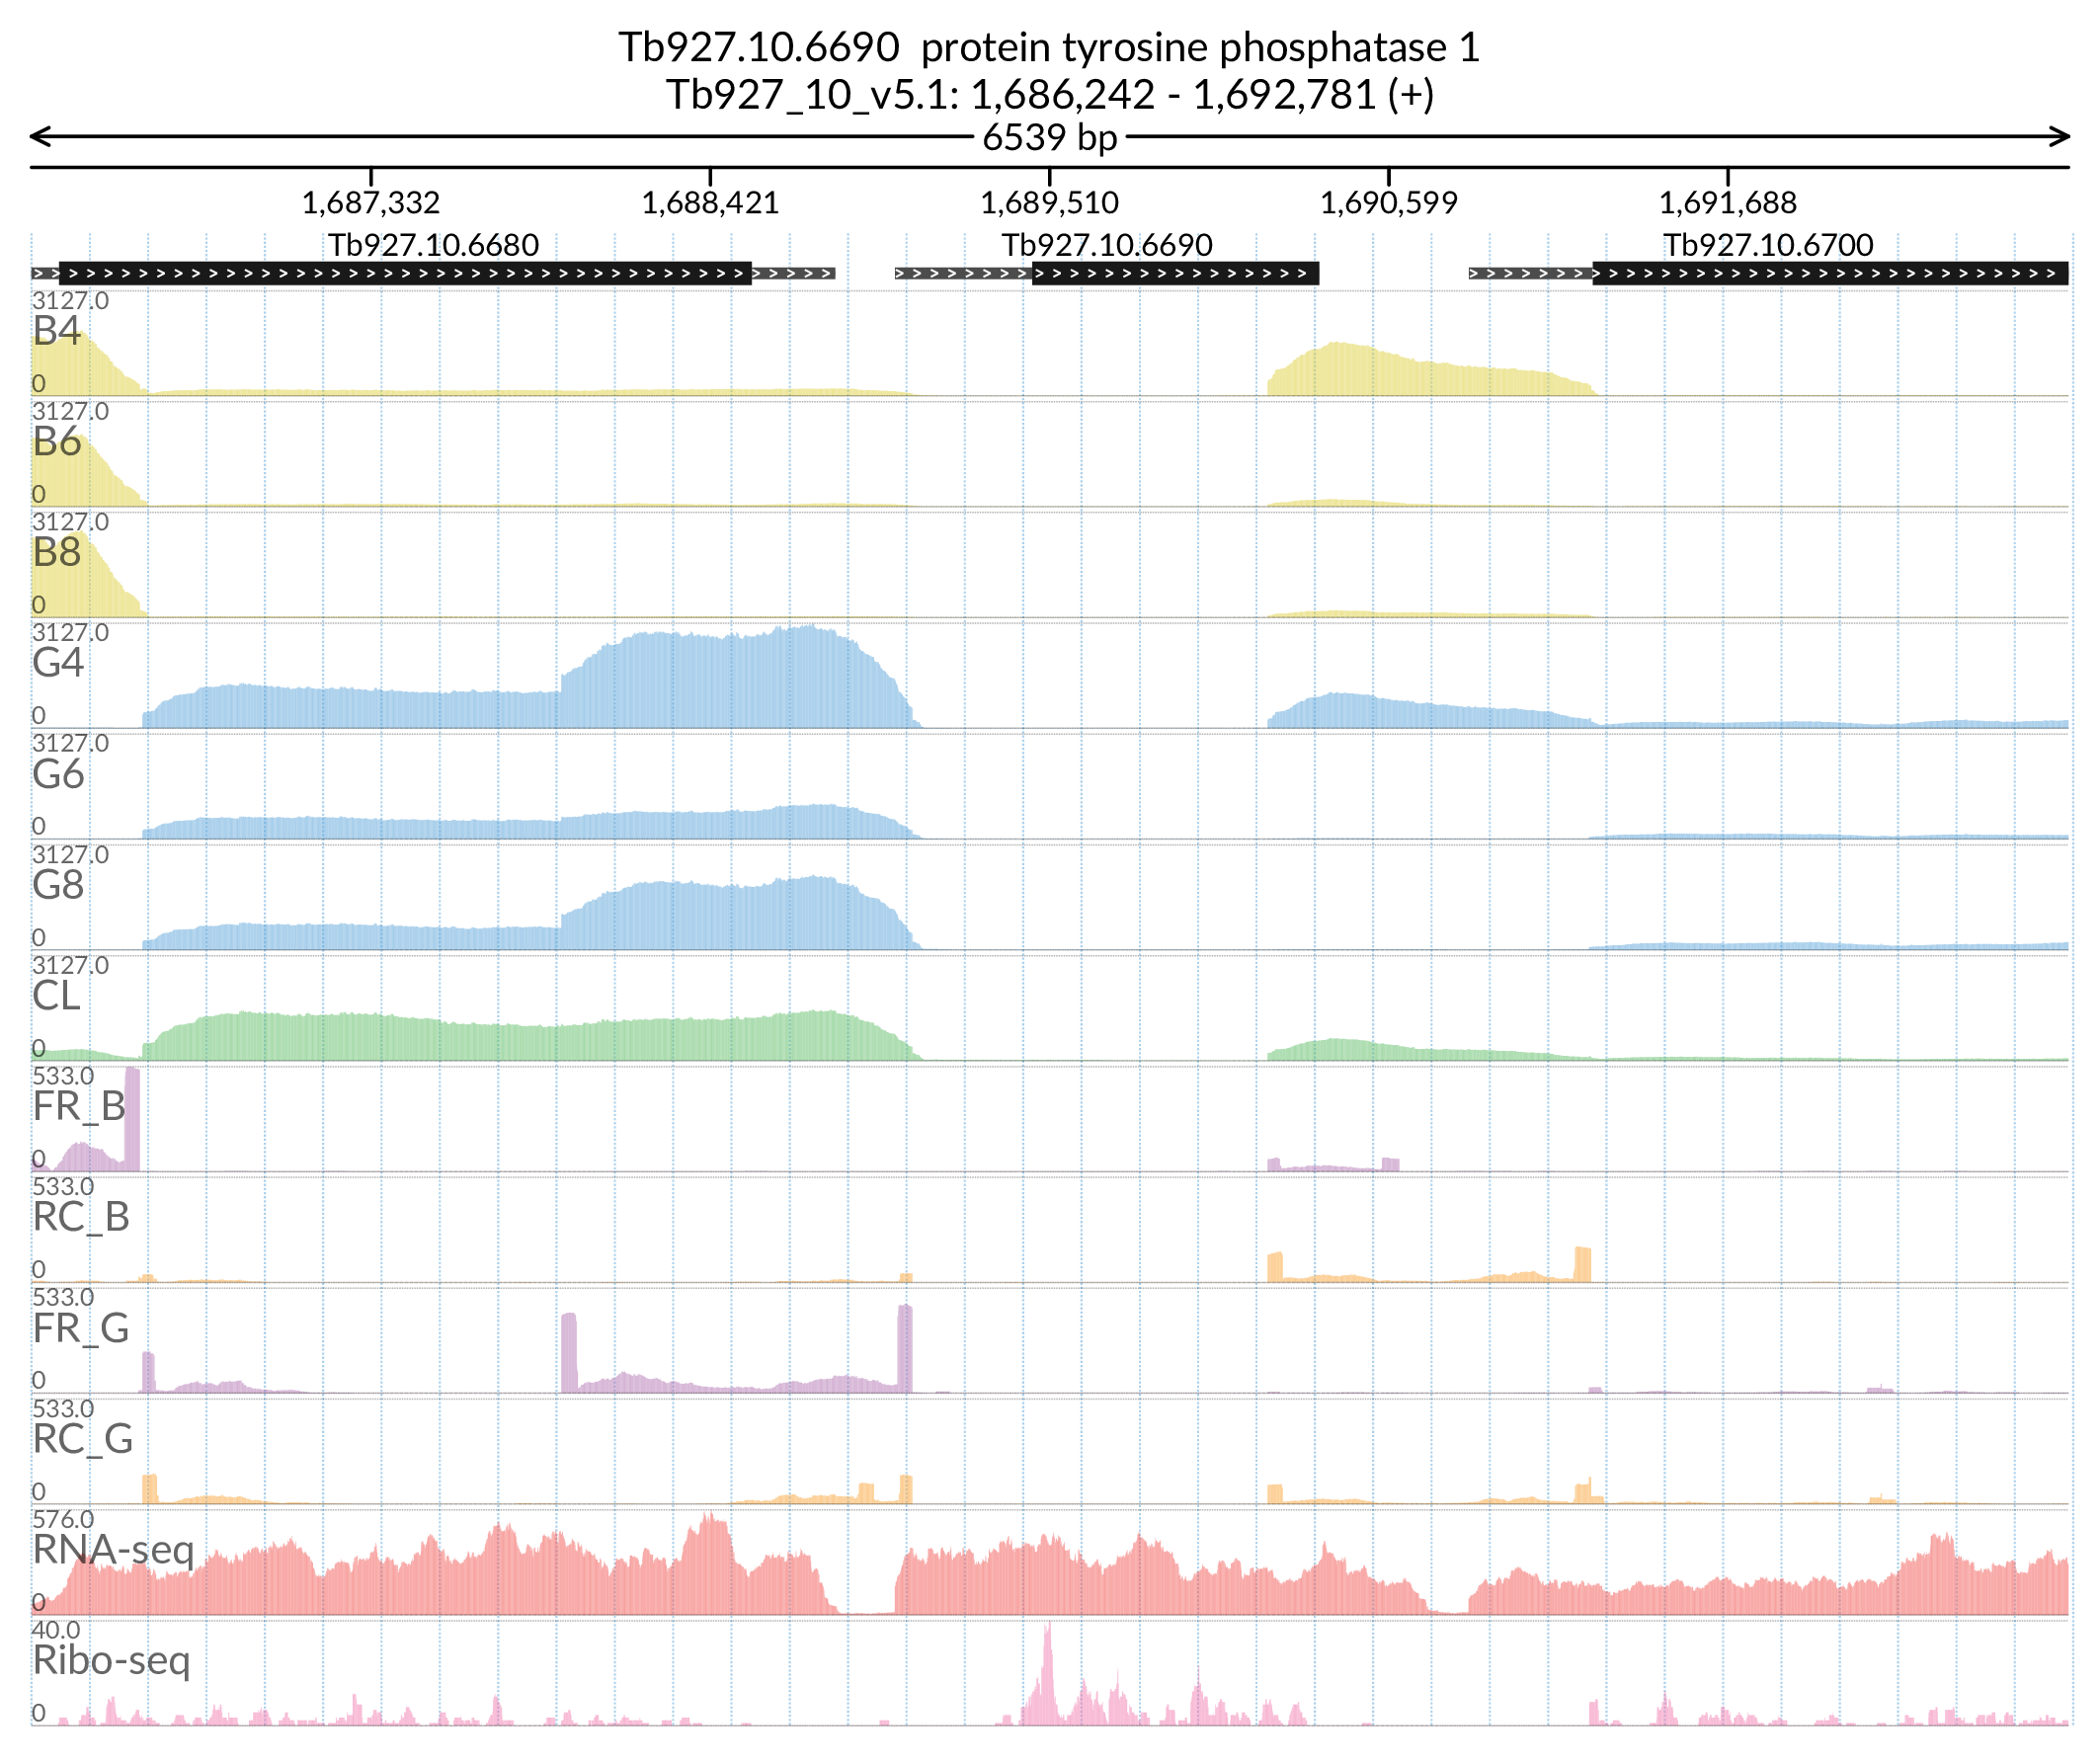 Tb927.10.6690  protein tyrosine phosphatase 1
Tb927_10_v5.1: 1,686,242 - 1,692,781 (+)
6539 bp
1,687,332 1,688,421 1,689,510 1,690,599 1,691,688
Tb927.10.6680 Tb927.10.6690 Tb927.10.6700
3127.0
B4
0
3127.0
B6
0
3127.0
B8
0
3127.0
G4
0
3127.0
G6
0
3127.0
G8
0
3127.0
CL
0
533.0
FR_B
0
533.0
RC_B
0
533.0
FR_G
0
533.0
RC_G
0
576.0
RNA-seq
0
40.0
Ribo-seq
0